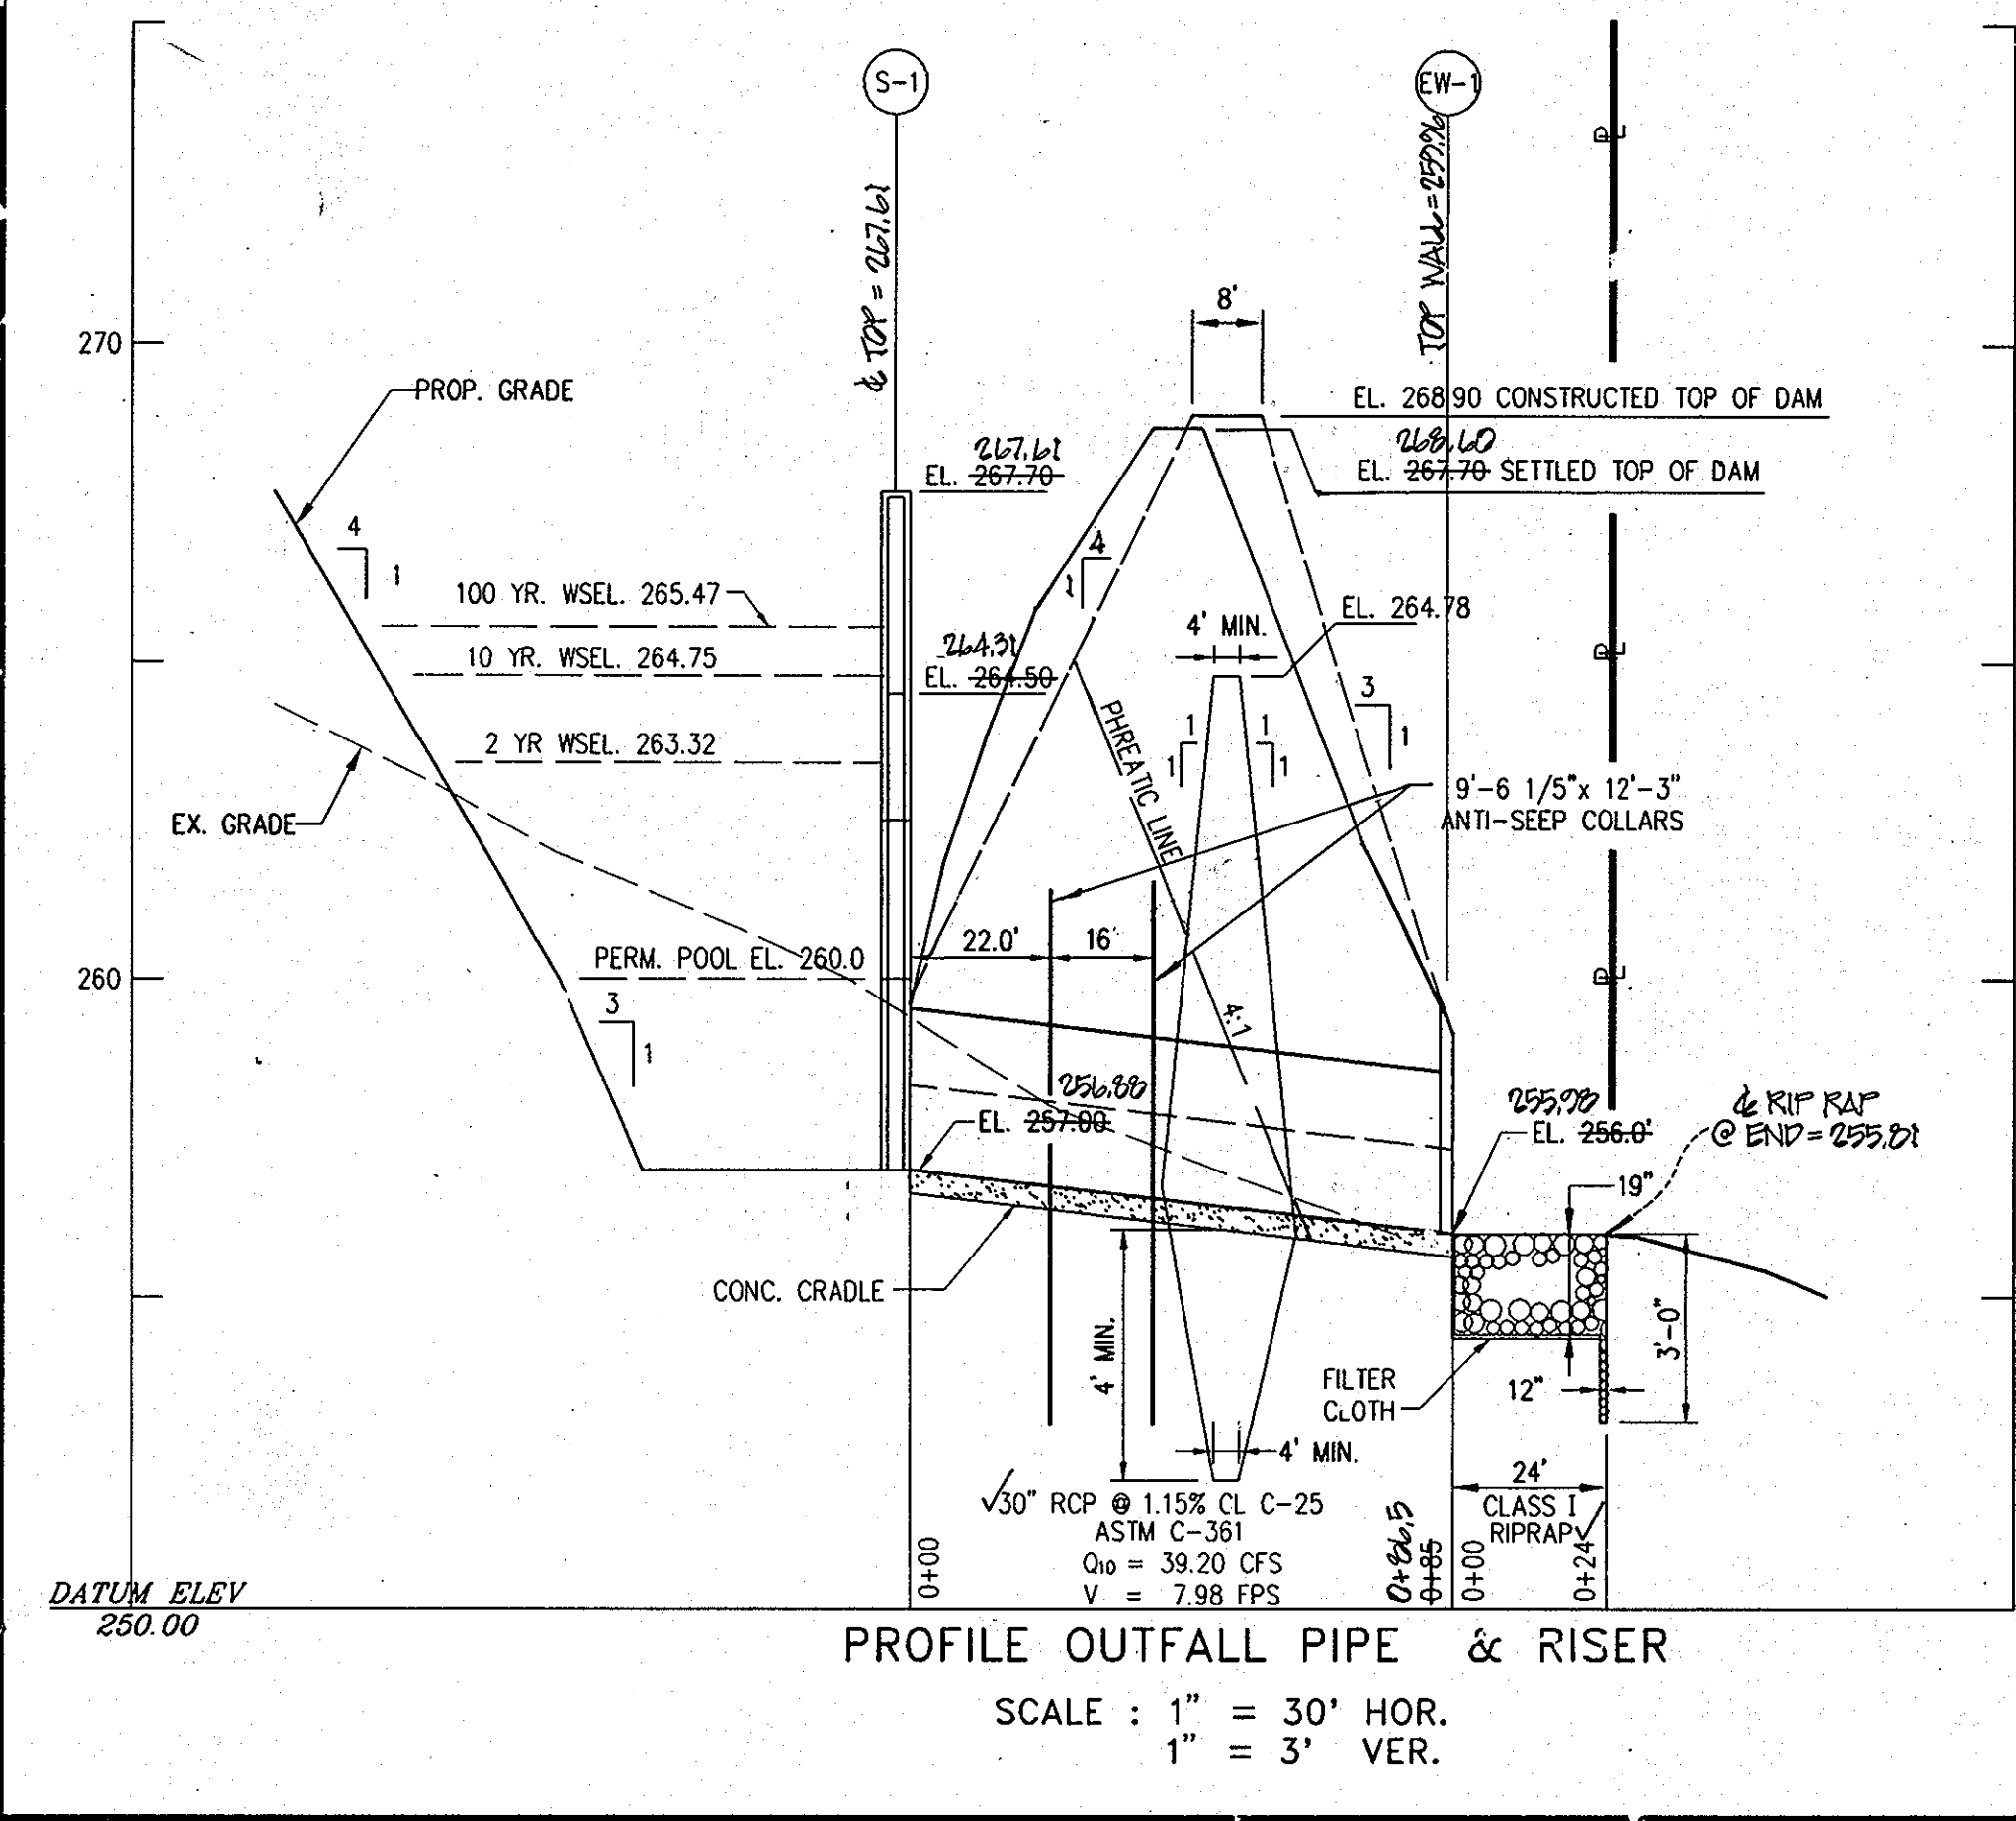 S-1
EW-1
℄ TOP = 267.61
TOP WALL = 259.96
8'
270
PROP. GRADE
EL. 268.90 CONSTRUCTED TOP OF DAM
268.60
EL. 267.70 SETTLED TOP OF DAM
267.61
EL. 267.70
4
1
4
1
100 YR. WSEL. 265.47
EL. 264.78
4' MIN.
10 YR. WSEL. 264.75
264.31
EL. 264.50
3
1
PHREATIC LINE
1
1
1
1
2 YR WSEL. 263.32
9'-6 1/5" x 12'-3"
ANTI-SEEP COLLARS
EX. GRADE
22.0'
16'
PERM. POOL EL. 260.0
260
3
1
4:1
256.88
EL. 257.00
255.98
EL. 256.0'
℄ RIP RAP
@ END = 255.81
19"
CONC. CRADLE
4' MIN.
3'-0"
FILTER
CLOTH
12"
4' MIN.
24'
CLASS I
RIPRAP
30" RCP @ 1.15% CL C-25
ASTM C-361
Q10 = 39.20 CFS
V = 7.98 FPS
0+00
0+86.5
0+85
0+00
0+24
DATUM ELEV
250.00
PROFILE OUTFALL PIPE & RISER
SCALE : 1" = 30' HOR.
1" = 3' VER.